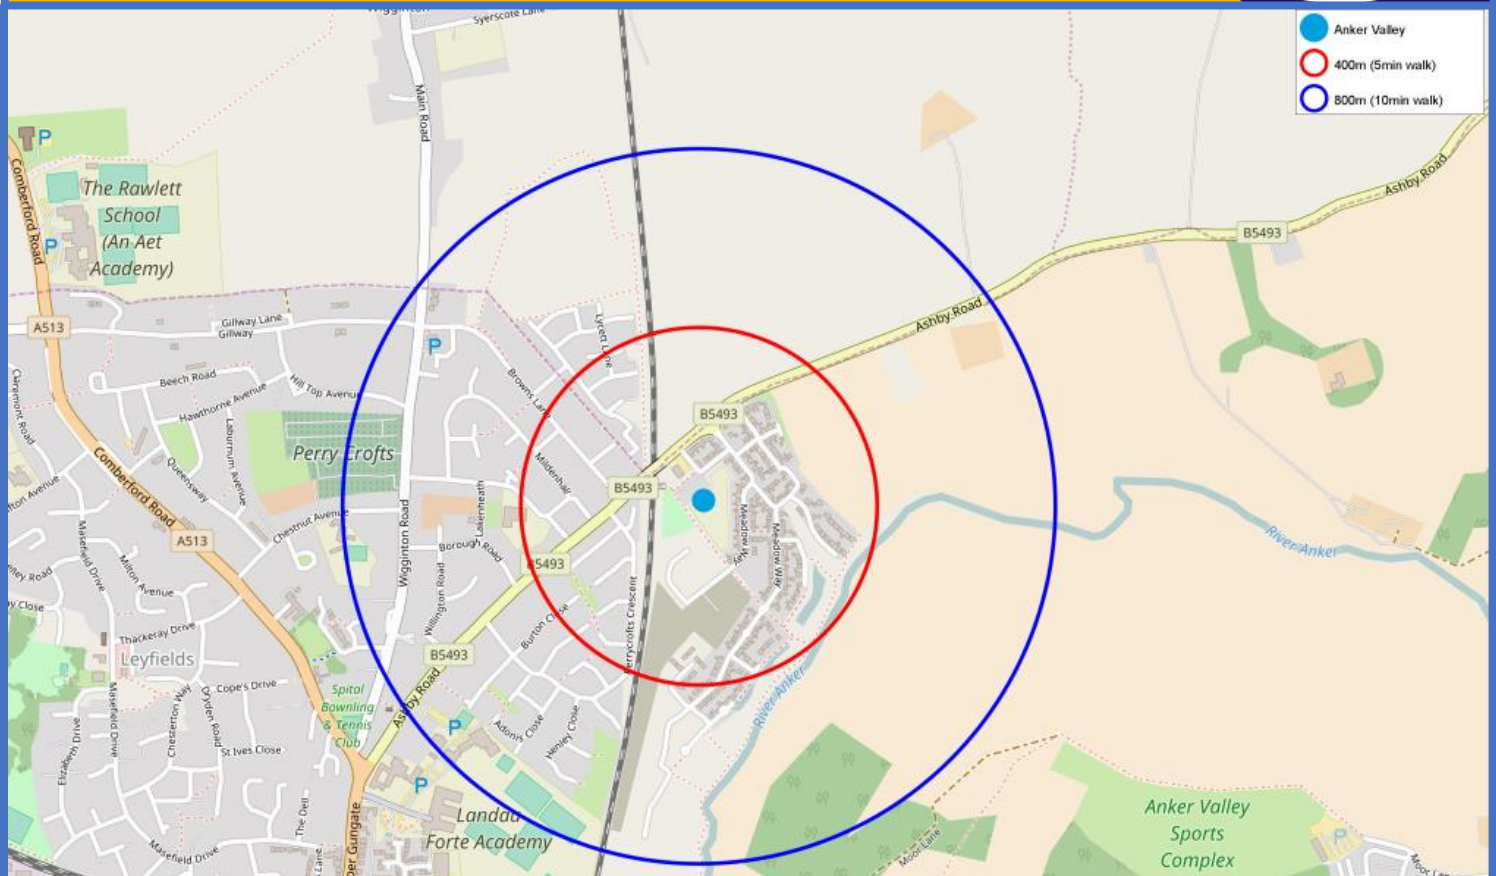 Syerscote Lane
Anker Valley
400m (5min walk)
800m (10min walk)
Main Road
Comberford Road
P
The Rawlett
School
(An Aet
Academy)
P
Ashby Road
B5493
A513
Gillway Lane
Gillway
P
Lycett Lane
Ashby Road
Beech Road
Hill Top Avenue
Browns Lane
Hawthorne Avenue
Claremont Road
Laburnum Avenue
B5493
Perry Crofts
Queensway
Comberford Road
Mildenhall
B5493
Lakenheath
Chestnut Avenue
Wigginton Road
Meadow Way
Meadow Way
River Anker
A513
Masefield Drive
Borough Road
B5493
Milton Avenue
Willington Road
Burton Close
Perrycrofts Crescent
Thackeray Drive
Leyfields
B5493
Cope's Drive
Masefield Drive
Chesterton Way
Dryden Road
Spital
Bownling
& Tennis
Club
Ashby Road
River Anker
Elizabeth Drive
St Ives Close
P
Adonis Close
Henley Close
P
The Dell
Landau
Forte Academy
Masefield Drive
Moor Lane
Anker Valley
Sports
Complex
P